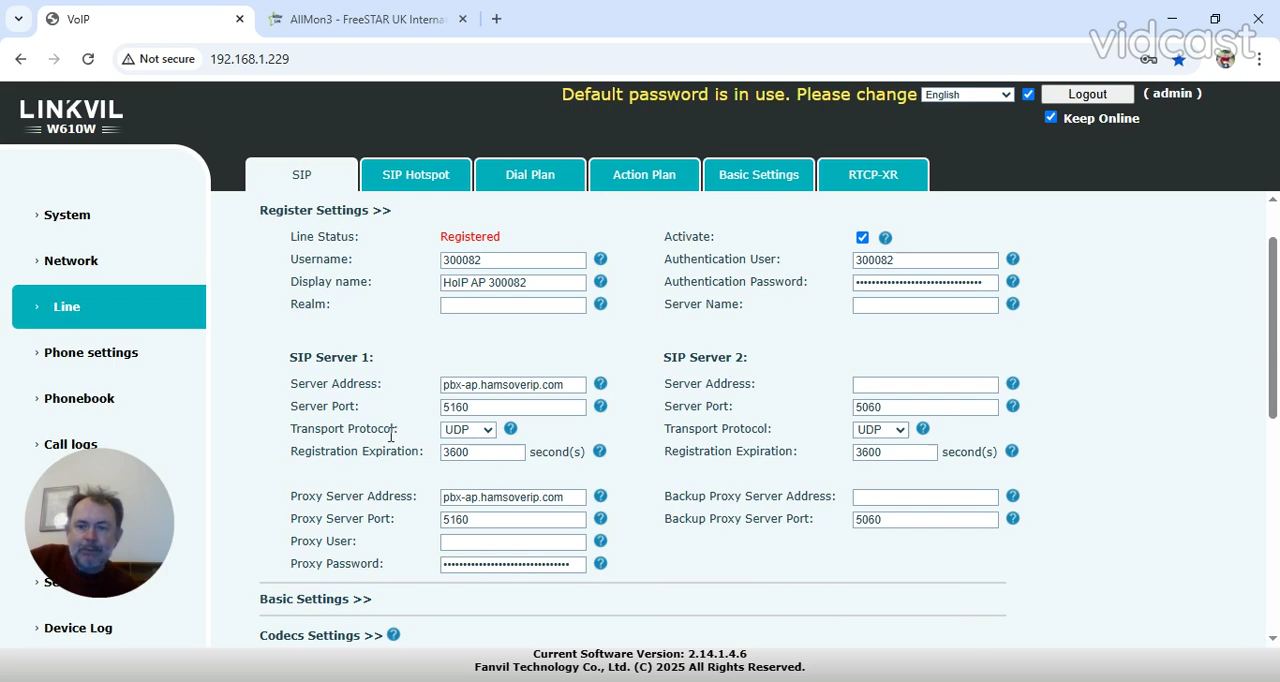 VoIP
AllMon3 - FreeSTAR UK Interna
vidcast
Not secure 192.168.1.229
LINKVIL
W610W
Default password is in use. Please change English Logout ( admin )
Keep Online
SIP SIP Hotspot Dial Plan Action Plan Basic Settings RTCP-XR
System
Network
Line
Phone settings
Phonebook
Call logs
Device Log
Register Settings >>
Line Status: Registered Activate: ?
Username: 300082 ? Authentication User: 300082 ?
Display name: HoIP AP 300082 ? Authentication Password: •••••••••••••••••••••••••••••••• ?
Realm: ? Server Name: ?
SIP Server 1: SIP Server 2:
Server Address: pbx-ap.hamsoverip.com ? Server Address: ?
Server Port: 5160 ? Server Port: 5060 ?
Transport Protocol: UDP ? Transport Protocol: UDP ?
Registration Expiration: 3600 second(s) ? Registration Expiration: 3600 second(s) ?
Proxy Server Address: pbx-ap.hamsoverip.com ? Backup Proxy Server Address: ?
Proxy Server Port: 5160 ? Backup Proxy Server Port: 5060 ?
Proxy User: ?
Proxy Password: •••••••••••••••••••••••••••••••• ?
Basic Settings >>
Codecs Settings >> ?
Current Software Version: 2.14.1.4.6
Fanvil Technology Co., Ltd. (C) 2025 All Rights Reserved.